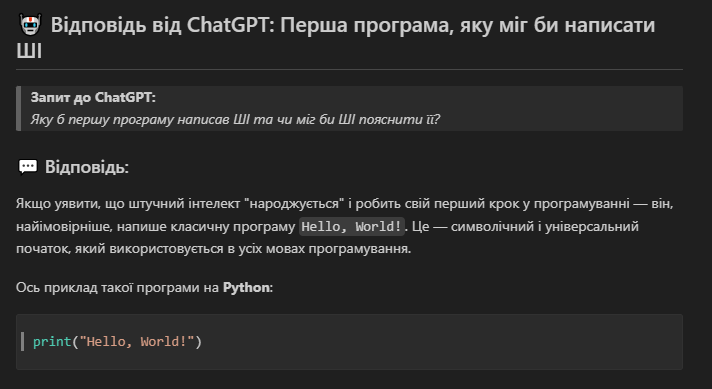 Відповідь від ChatGPT: Перша програма, яку міг би написати
ШІ
Запит до ChatGPT:
Яку б першу програму написав ШІ та чи міг би ШІ пояснити її?
Відповідь:
Якщо уявити, що штучний інтелект "народжується" і робить свій перший крок у програмуванні — він,
найімовірніше, напише класичну програму Hello, World!. Це — символічний і універсальний
початок, який використовується в усіх мовах програмування.
Ось приклад такої програми на Python:
print("Hello, World!")